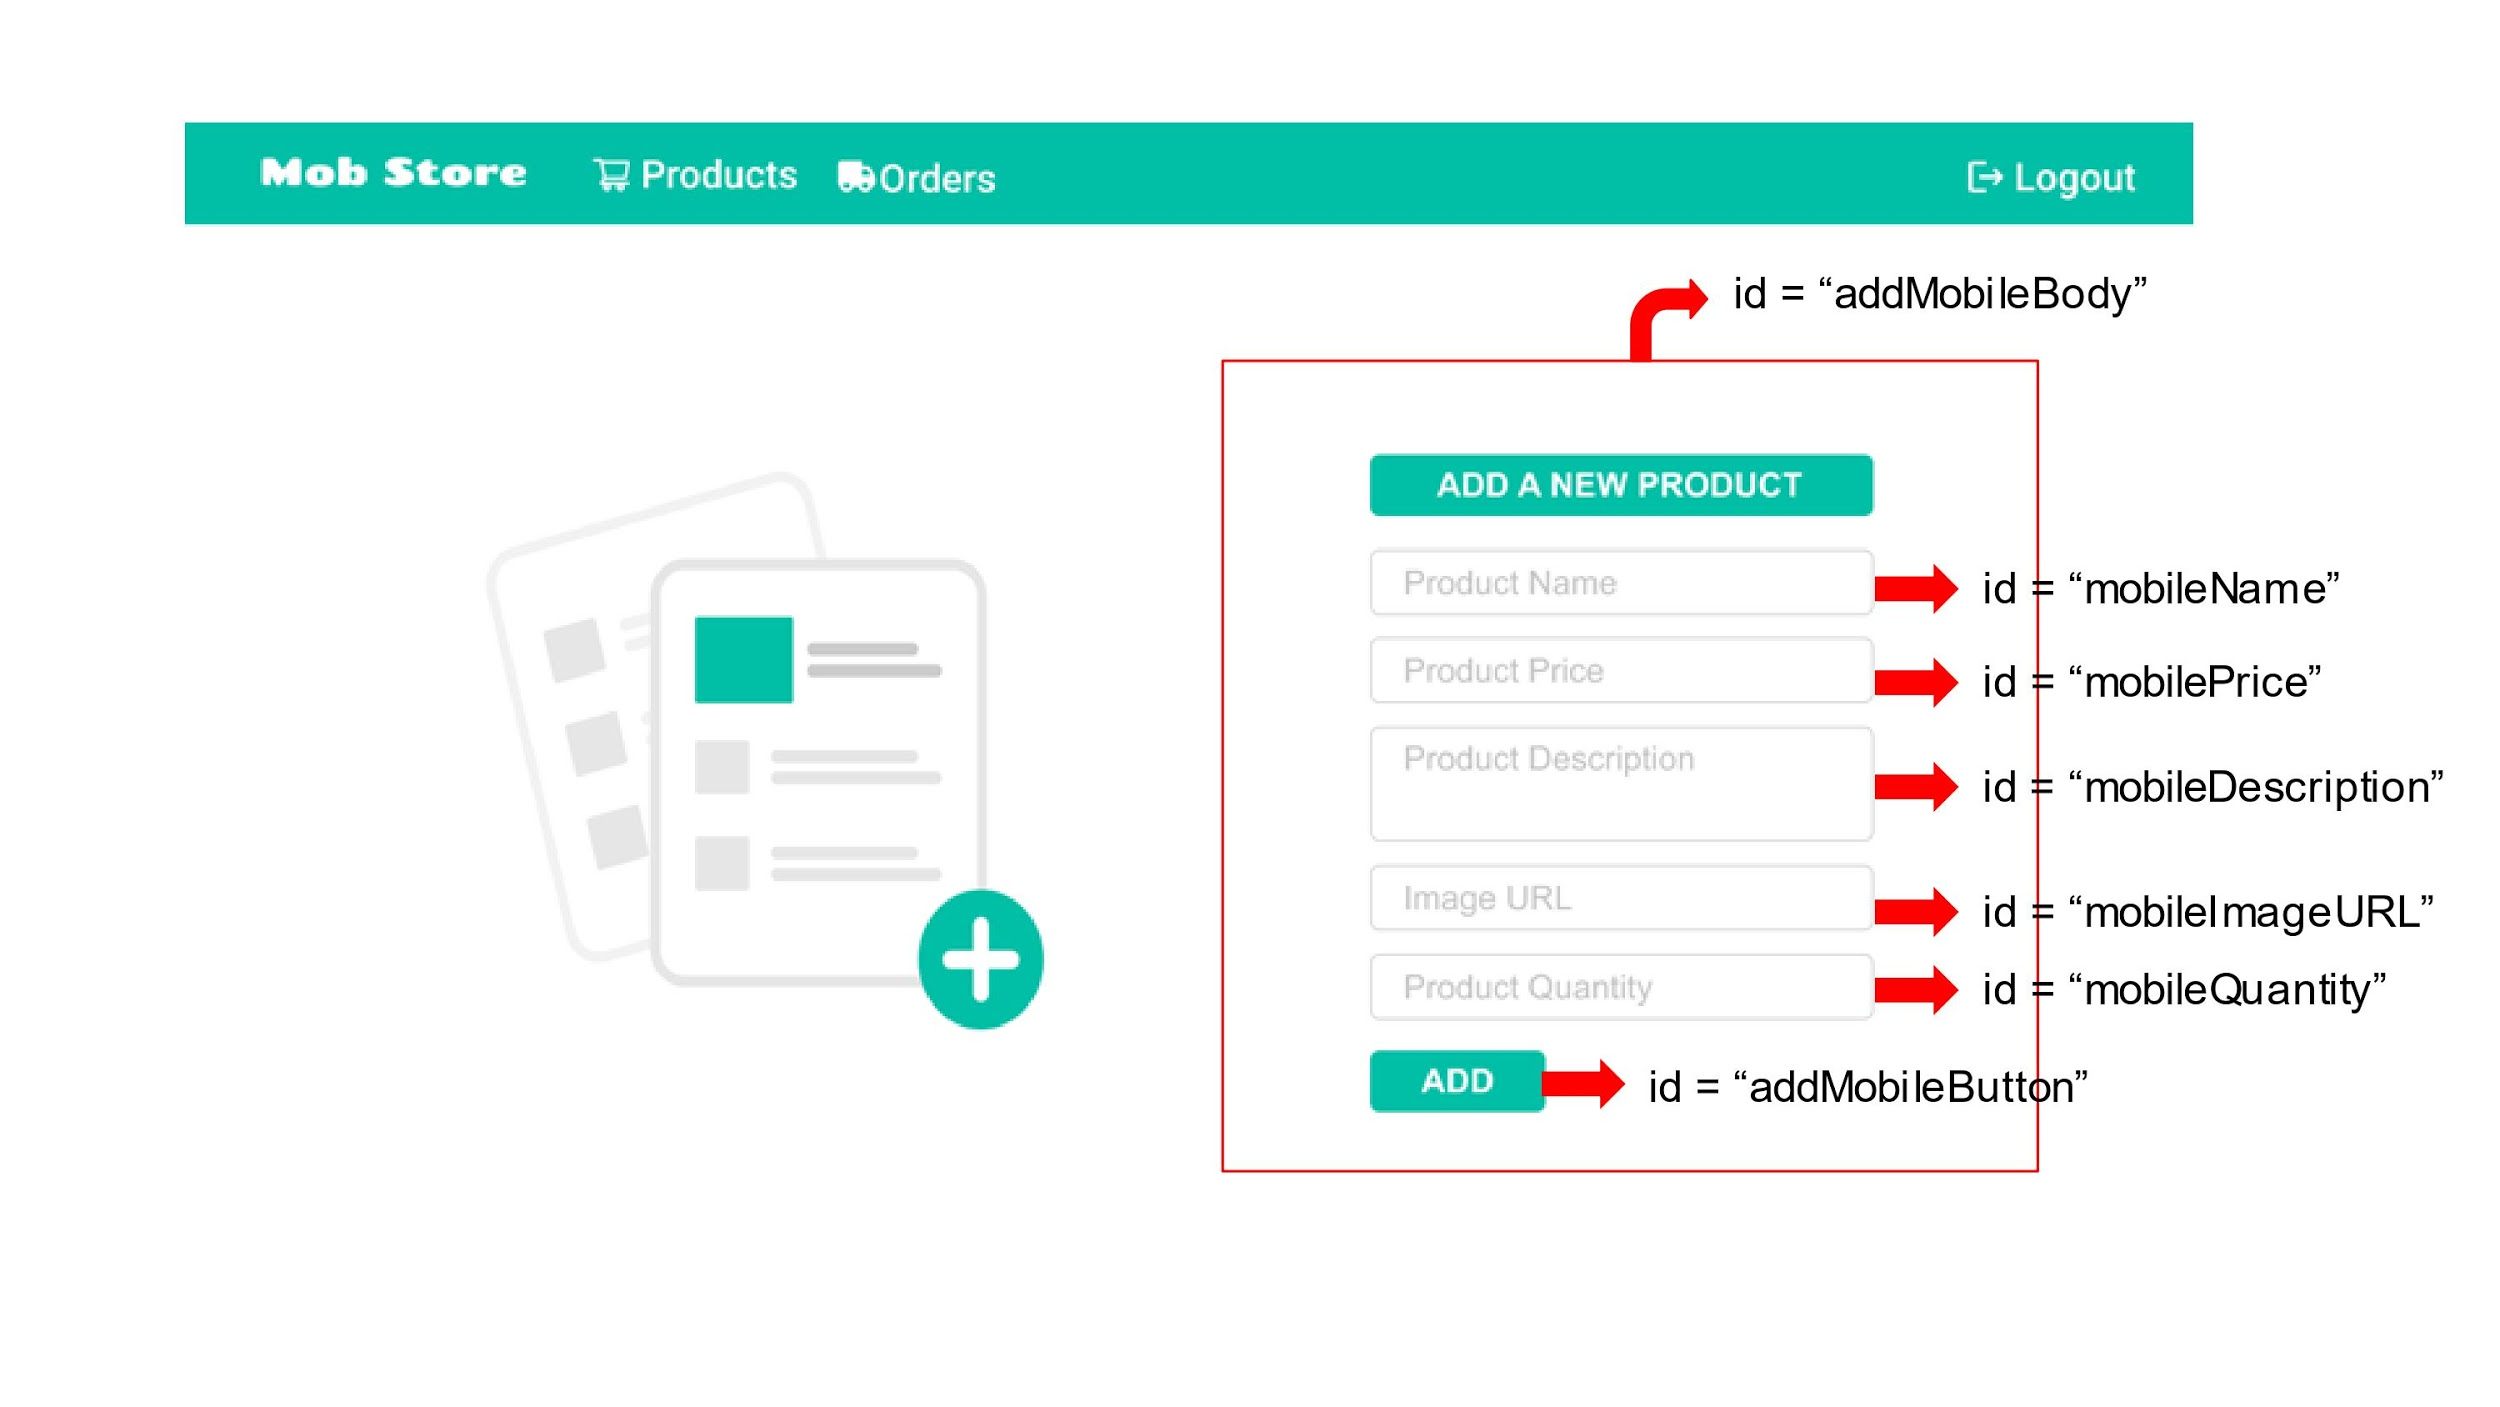 Mob Store Products Orders Logout
id = “addMobileBody”
ADD A NEW PRODUCT
Product Name id = “mobileName”
Product Price id = “mobilePrice”
Product Description id = “mobileDescription”
Image URL id = “mobileImageURL”
Product Quantity id = “mobileQuantity”
ADD id = “addMobileButton”